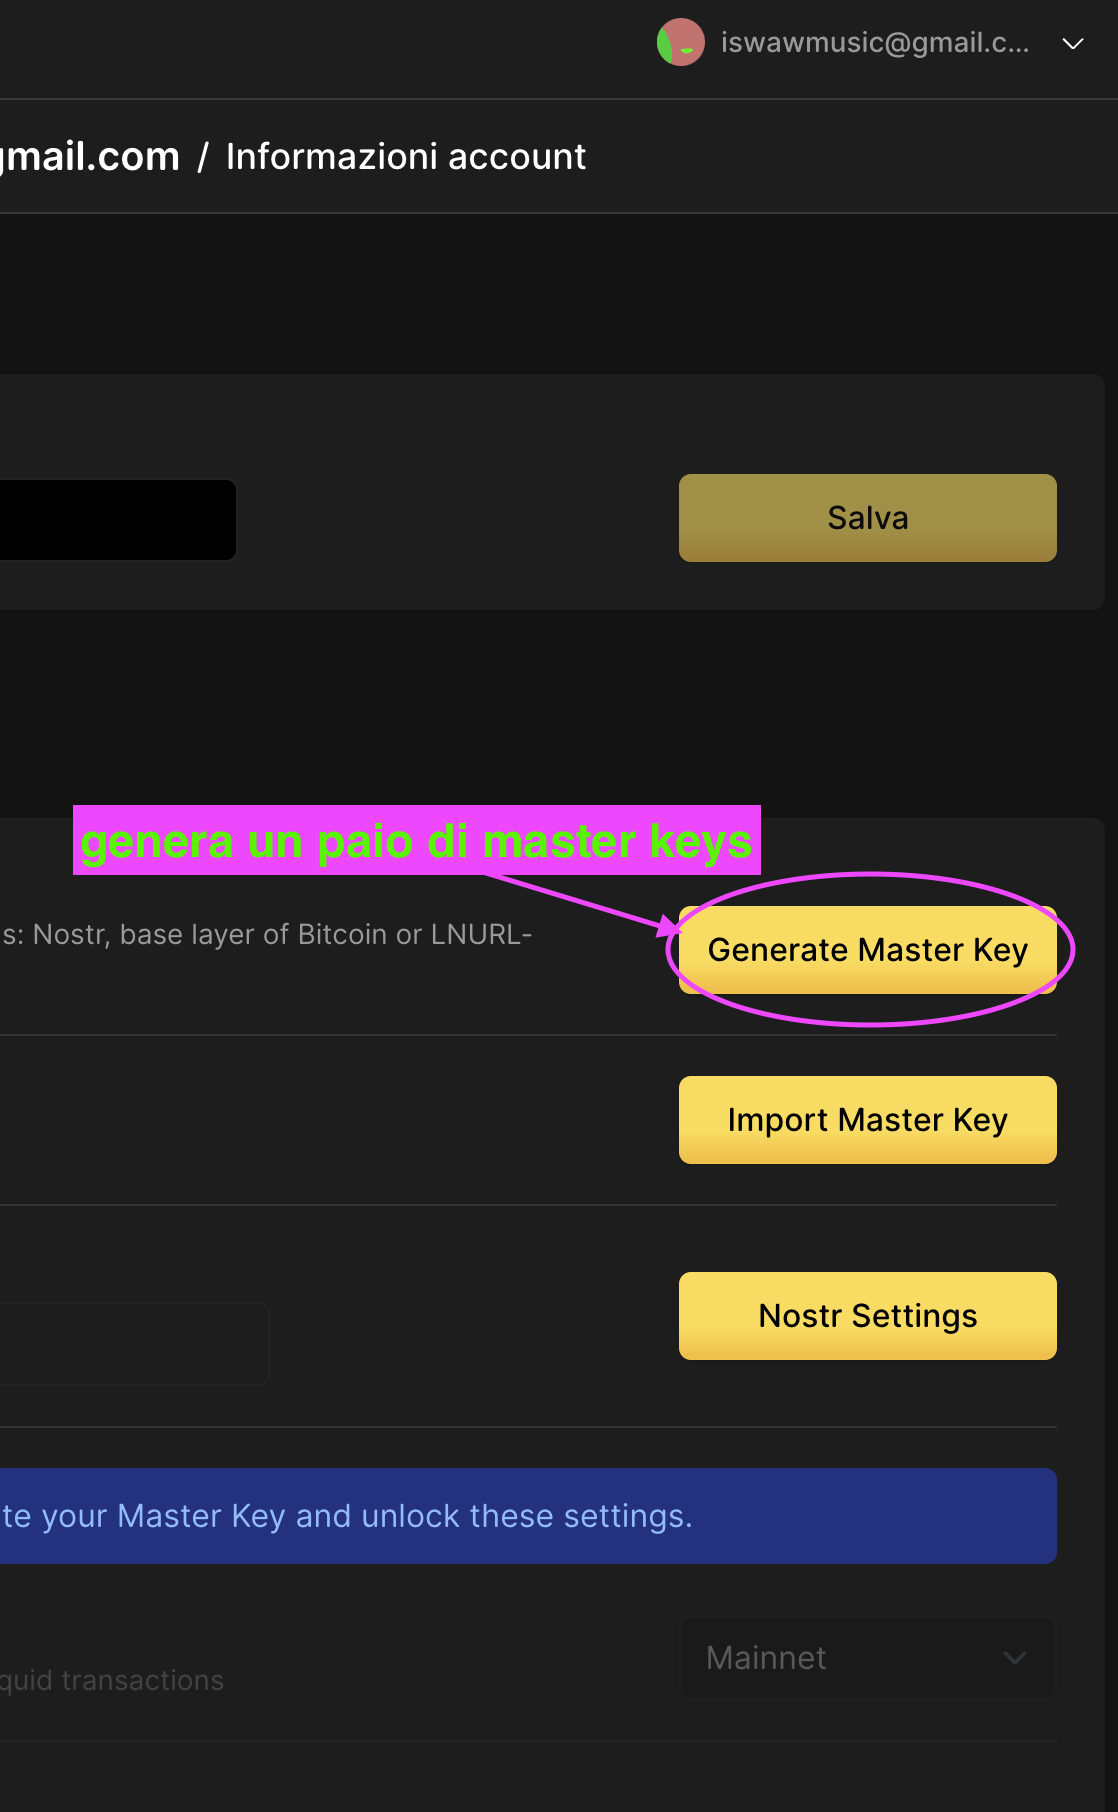 iswawmusic@gmail.c...
gmail.com / Informazioni account
Salva
genera un paio di master keys
s: Nostr, base layer of Bitcoin or LNURL-
Generate Master Key
Import Master Key
Nostr Settings
te your Master Key and unlock these settings.
Mainnet
quid transactions